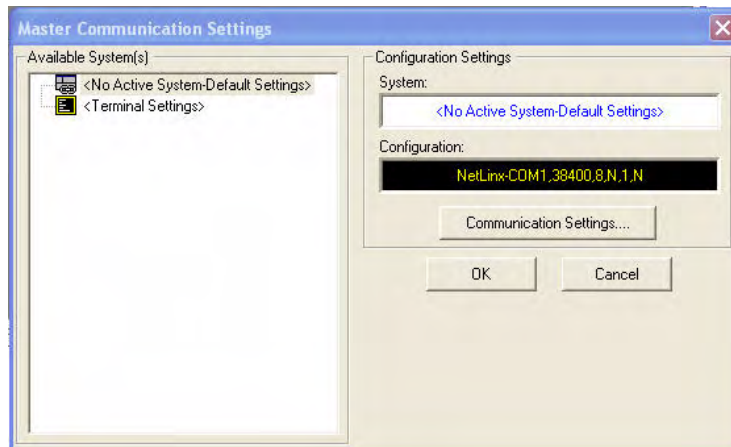 Master Communication Settings
Available System(s)
<No Active System-Default Settings>
<Terminal Settings>
Configuration Settings
System:
<No Active System-Default Settings>
Configuration:
NetLinx-COM1,38400,8,N,1,N
Communication Settings....
OK
Cancel